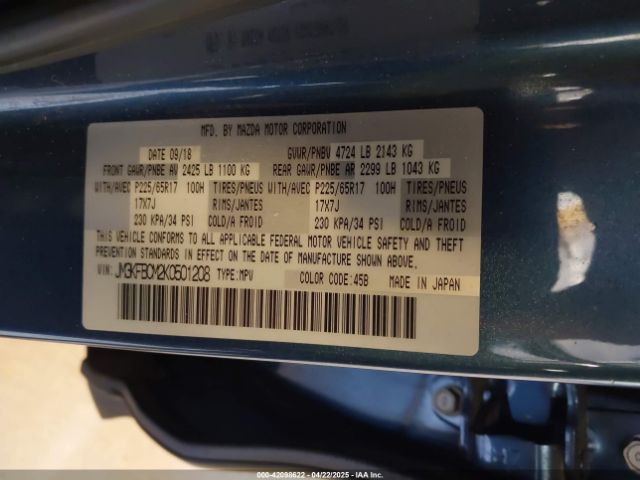 MFD. BY MAZDA MOTOR CORPORATION
DATE 09/18 GVWR/PNBV 4724 LB 2143 KG
FRONT GAWR/PNBE AV 2425 LB 1100 KG REAR GAWR/PNBE AR 2299 LB 1043 KG
WITH/AVEC P225/65R17 100H TIRES/PNEUS WITH/AVEC P225/65R17 100H TIRES/PNEUS
17X7J RIMS/JANTES 17X7J RIMS/JANTES
230 KPA/34 PSI COLD/A FROID 230 KPA/34 PSI COLD/A FROID
THIS VEHICLE CONFORMS TO ALL APPLICABLE FEDERAL MOTOR VEHICLE SAFETY AND THEFT
PREVENTION STANDARDS IN EFFECT ON THE DATE OF MANUFACTURE SHOWN ABOVE.
VIN: JM3KFBCM2K0501208 TYPE:MPV COLOR CODE:45B MADE IN JAPAN
000-42098622 - 04/22/2025 - IAA Inc.